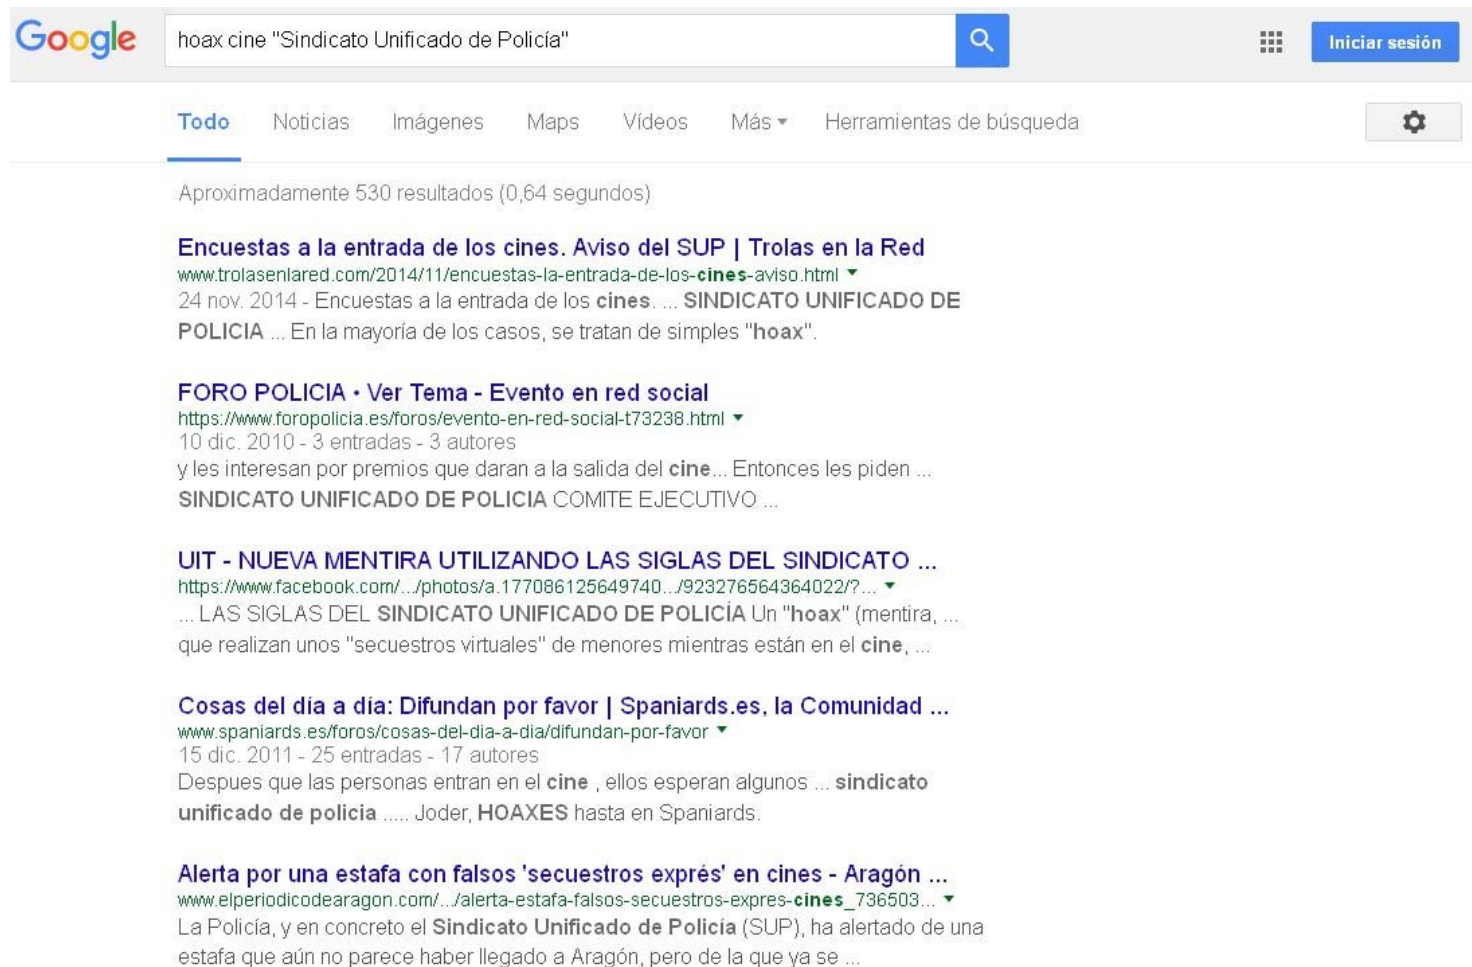 Google
hoax cine "Sindicato Unificado de Policía"
Iniciar sesión
Todo Noticias Imágenes Maps Vídeos Más Herramientas de búsqueda
Aproximadamente 530 resultados (0,64 segundos)
Encuestas a la entrada de los cines. Aviso del SUP | Trolas en la Red
www.trolasenlared.com/2014/11/encuestas-la-entrada-de-los-cines-aviso.html
24 nov. 2014 - Encuestas a la entrada de los cines. ... SINDICATO UNIFICADO DE
POLICIA ... En la mayoría de los casos, se tratan de simples "hoax".
FORO POLICIA • Ver Tema - Evento en red social
https://www.foropolicia.es/foros/evento-en-red-social-t73238.html
10 dic. 2010 - 3 entradas - 3 autores
y les interesan por premios que daran a la salida del cine... Entonces les piden ...
SINDICATO UNIFICADO DE POLICIA COMITE EJECUTIVO ...
UIT - NUEVA MENTIRA UTILIZANDO LAS SIGLAS DEL SINDICATO ...
https://www.facebook.com/.../photos/a.177086125649740.../923276564364022/?...
... LAS SIGLAS DEL SINDICATO UNIFICADO DE POLICÍA Un "hoax" (mentira, ...
que realizan unos "secuestros virtuales" de menores mientras están en el cine, ...
Cosas del día a día: Difundan por favor | Spaniards.es, la Comunidad ...
www.spaniards.es/foros/cosas-del-dia-a-dia/difundan-por-favor
15 dic. 2011 - 25 entradas - 17 autores
Despues que las personas entran en el cine , ellos esperan algunos ... sindicato
unificado de policia ..... Joder, HOAXES hasta en Spaniards.
Alerta por una estafa con falsos 'secuestros exprés' en cines - Aragón ...
www.elperiodicodearagon.com/.../alerta-estafa-falsos-secuestros-expres-cines_736503...
La Policía, y en concreto el Sindicato Unificado de Policía (SUP), ha alertado de una
estafa que aún no parece haber llegado a Aragón, pero de la que ya se ...